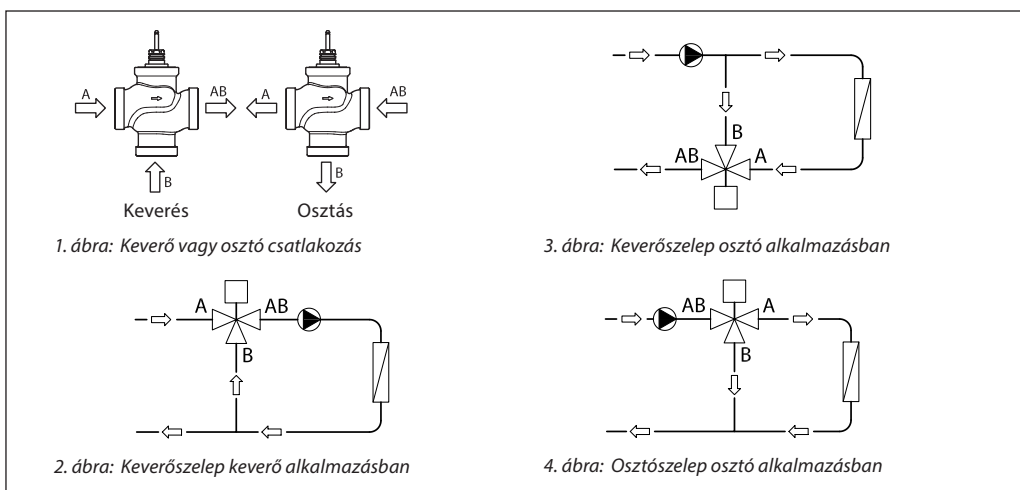 A
AB
B
Keverés
A
AB
B
Osztás
1. ábra: Keverő vagy osztó csatlakozás
B
AB
A
3. ábra: Keverőszelep osztó alkalmazásban
A
AB
B
2. ábra: Keverőszelep keverő alkalmazásban
AB
A
B
4. ábra: Osztószelep osztó alkalmazásban